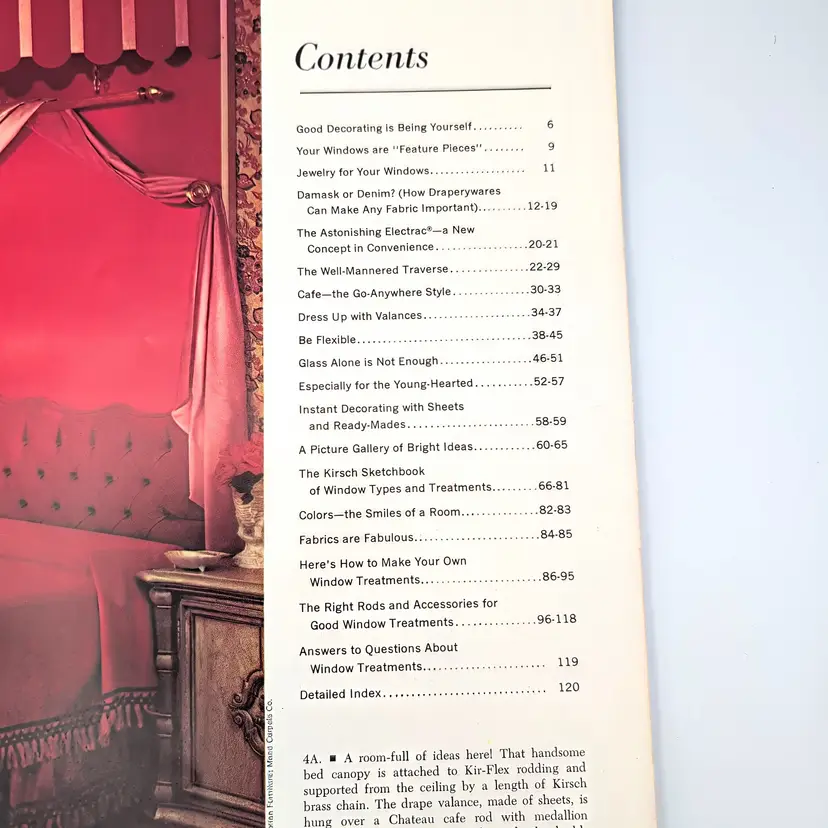 Contents
Good Decorating is Being Yourself.......... 6
Your Windows are "Feature Pieces"........ 9
Jewelry for Your Windows................... 11
Damask or Denim? (How Draperywares
Can Make Any Fabric Important)..........12-19
The Astonishing Electrac®—a New
Concept in Convenience..................20-21
The Well-Mannered Traverse...............22-29
Cafe—the Go-Anywhere Style...............30-33
Dress Up with Valances.....................34-37
Be Flexible.................................38-45
Glass Alone is Not Enough..................46-51
Especially for the Young-Hearted...........52-57
Instant Decorating with Sheets
and Ready-Mades.........................58-59
A Picture Gallery of Bright Ideas............60-65
The Kirsch Sketchbook
of Window Types and Treatments.........66-81
Colors—the Smiles of a Room...............82-83
Fabrics are Fabulous........................84-85
Here's How to Make Your Own
Window Treatments........................86-95
The Right Rods and Accessories for
Good Window Treatments...............96-118
Answers to Questions About
Window Treatments........................ 119
Detailed Index................................ 120
4A. ■ A room-full of ideas here! That handsome
bed canopy is attached to Kir-Flex rodding and
supported from the ceiling by a length of Kirsch
brass chain. The drape valance, made of sheets, is
hung over a Chateau cafe rod with medallion
Carpets Co.